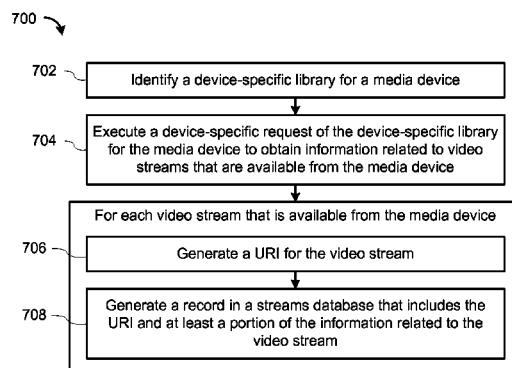 700
702
Identify a device-specific library for a media device
704
Execute a device-specific request of the device-specific library
for the media device to obtain information related to video
streams that are available from the media device
For each video stream that is available from the media device
706
Generate a URI for the video stream
708
Generate a record in a streams database that includes the
URI and at least a portion of the information related to the
video stream